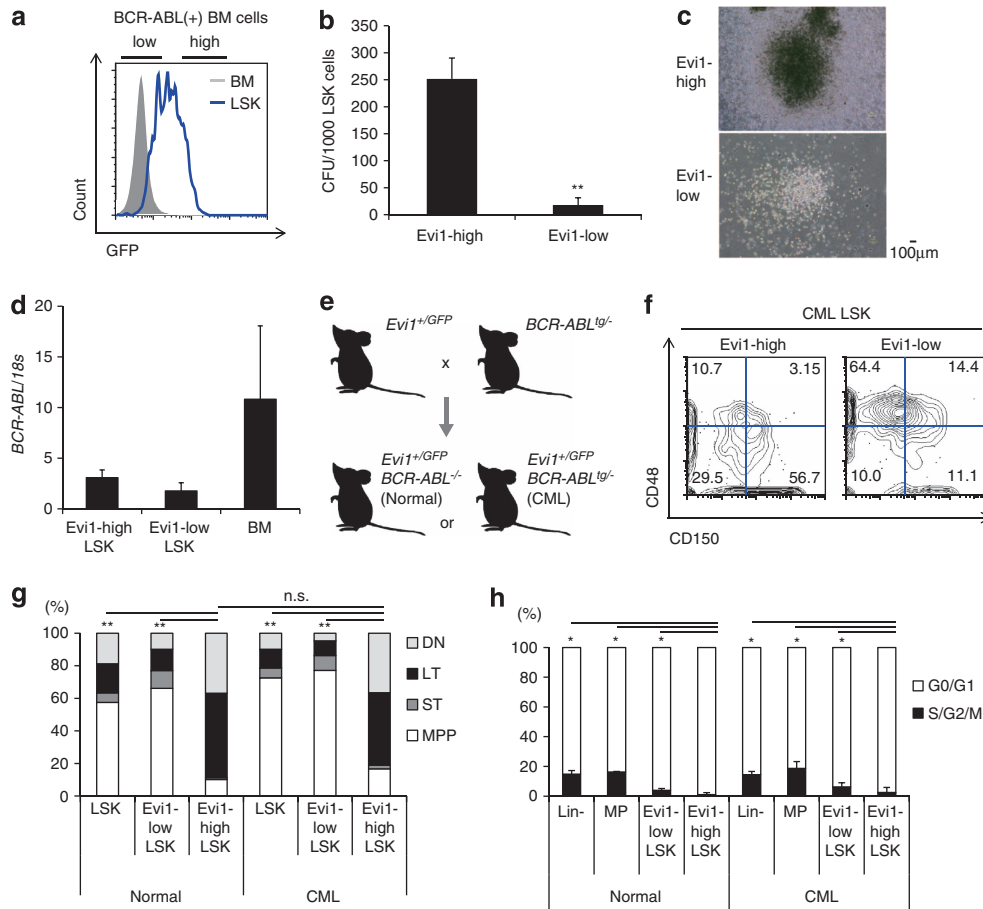 a
BCR-ABL(+) BM cells
low high
BM
LSK
Count
GFP
b
CFU/1000 LSK cells
300
250
200
150
100
50
0
**
Evi1-high Evi1-low
c
Evi1-
high
Evi1-
low
100μm
d
BCR-ABL/18s
20
15
10
5
0
Evi1-high
LSK
Evi1-low
LSK
BM
e
Evi1+/GFP BCR-ABLtg/-
x
Evi1+/GFP
BCR-ABL-/-
(Normal)
or
Evi1+/GFP
BCR-ABLtg/-
(CML)
f
CML LSK
Evi1-high Evi1-low
10.7 3.15
29.5 56.7
64.4 14.4
10.0 11.1
CD48
CD150
g
(%)
n.s.
** ** ** **
100
80
60
40
20
0
DN
LT
ST
MPP
LSK
Evi1-
low
LSK
Evi1-
high
LSK
LSK
Evi1-
low
LSK
Evi1-
high
LSK
Normal CML
h
(%)
* * * * * *
100
80
60
40
20
0
G0/G1
S/G2/M
Lin-
MP
Evi1-
low
LSK
Evi1-
high
LSK
Lin-
MP
Evi1-
low
LSK
Evi1-
high
LSK
Normal CML